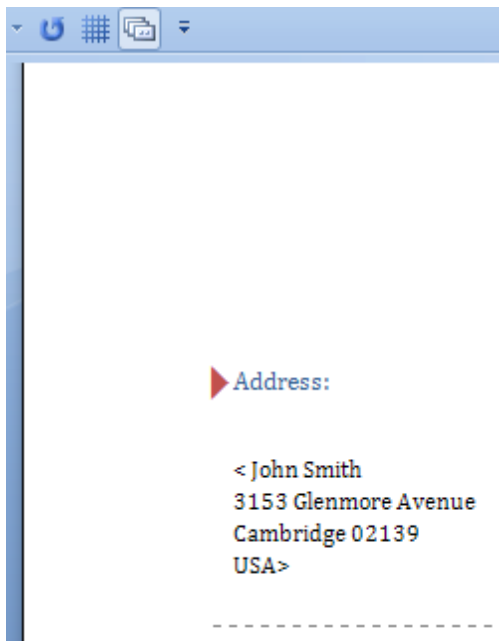 Address:
< John Smith
3153 Glenmore Avenue
Cambridge 02139
USA>